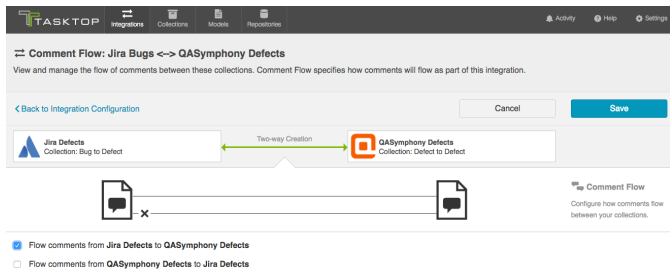 TASKTOP
Integrations
Collections
Models
Repositories
Activity
Help
Settings
Comment Flow: Jira Bugs <--> QASymphony Defects
View and manage the flow of comments between these collections. Comment Flow specifies how comments will flow as part of this integration.
Back to Integration Configuration
Cancel
Save
Jira Defects
Collection: Bug to Defect
Two-way Creation
QASymphony Defects
Collection: Defect to Defect
Comment Flow
Configure how comments flow
between your collections.
Flow comments from Jira Defects to QASymphony Defects
Flow comments from QASymphony Defects to Jira Defects